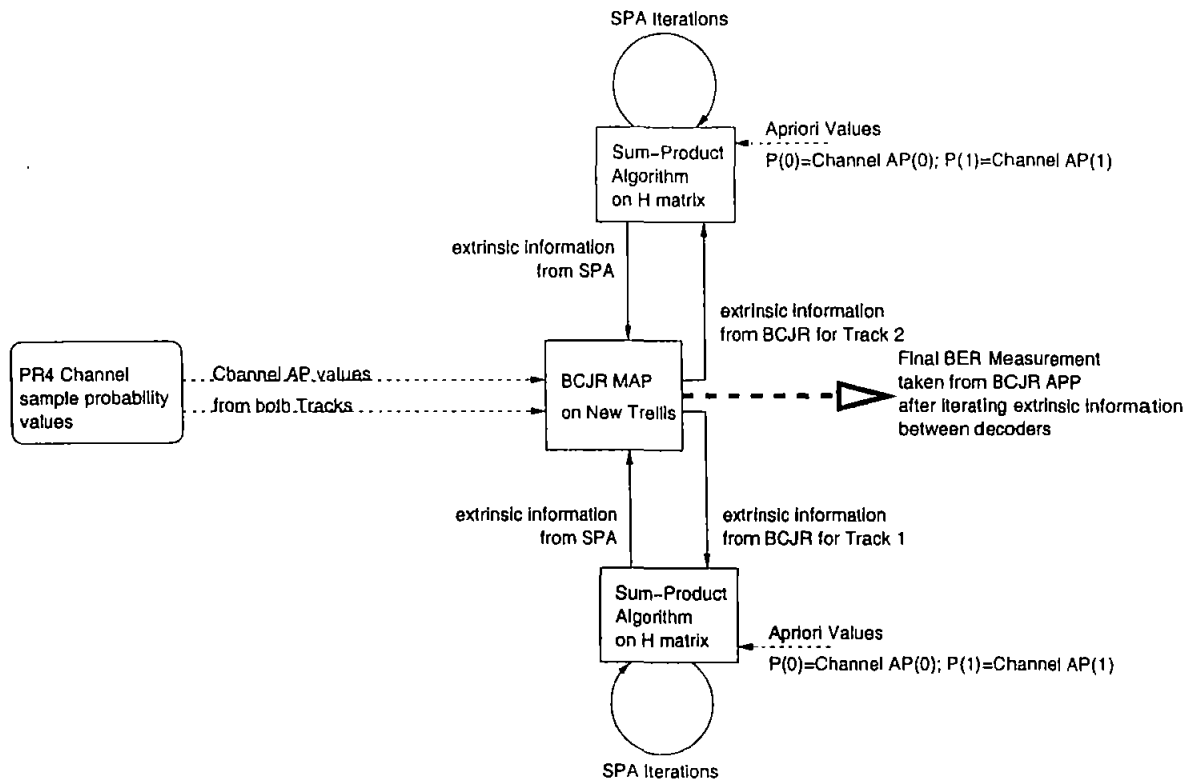 SPA Iterations
Sum-Product
Algorithm
on H matrix
Apriori Values
P(0)=Channel AP(0); P(1)=Channel AP(1)
extrinsic information
from SPA
extrinsic information
from BCJR for Track 2
PR4 Channel
sample probability
values
Channel AP values
from both Tracks
BCJR MAP
on New Trellis
Final BER Measurement
taken from BCJR APP
after iterating extrinsic information
between decoders
extrinsic information
from SPA
extrinsic information
from BCJR for Track 1
Sum-Product
Algorithm
on H matrix
Apriori Values
P(0)=Channel AP(0); P(1)=Channel AP(1)
SPA Iterations